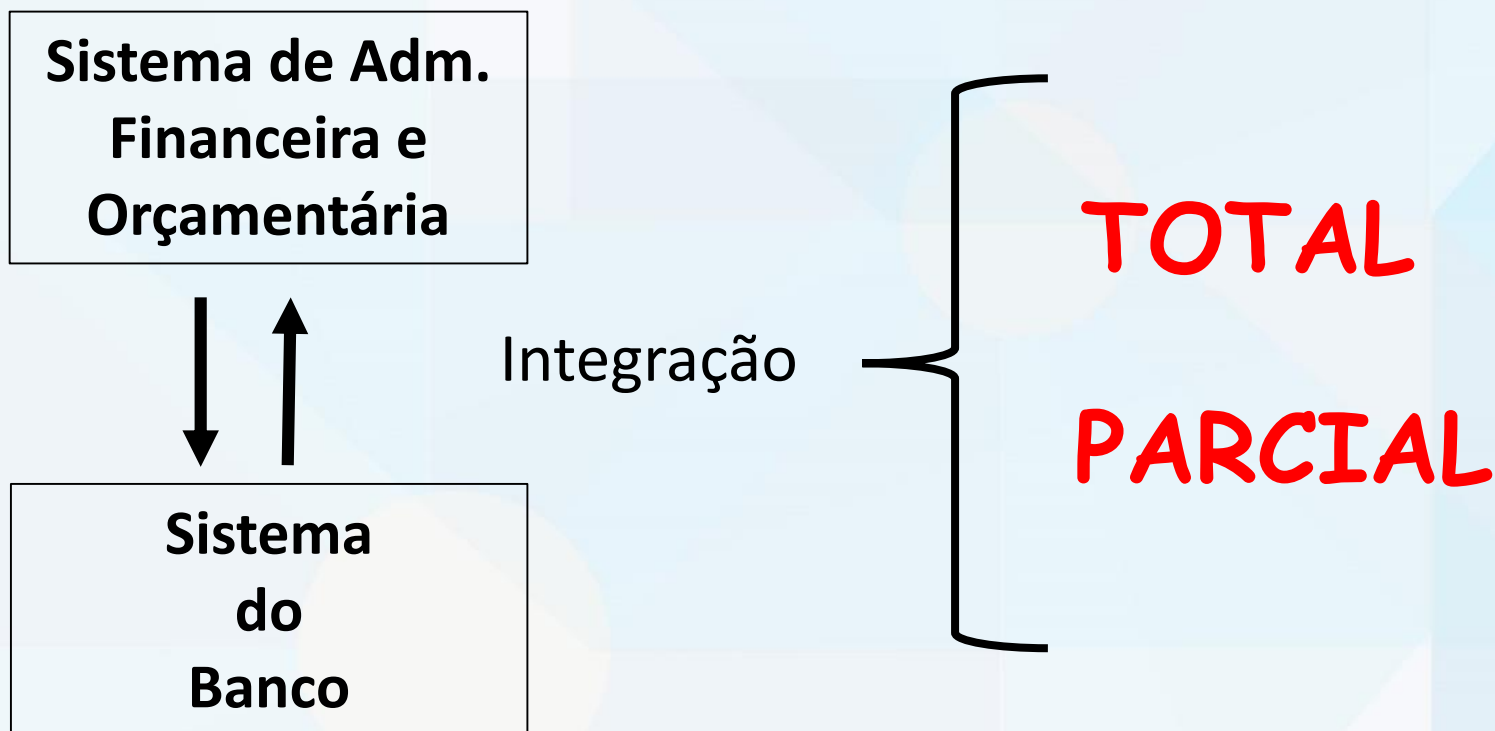 Sistema de Adm.
Financeira e
Orçamentária
Integração
TOTAL
PARCIAL
Sistema
do
Banco